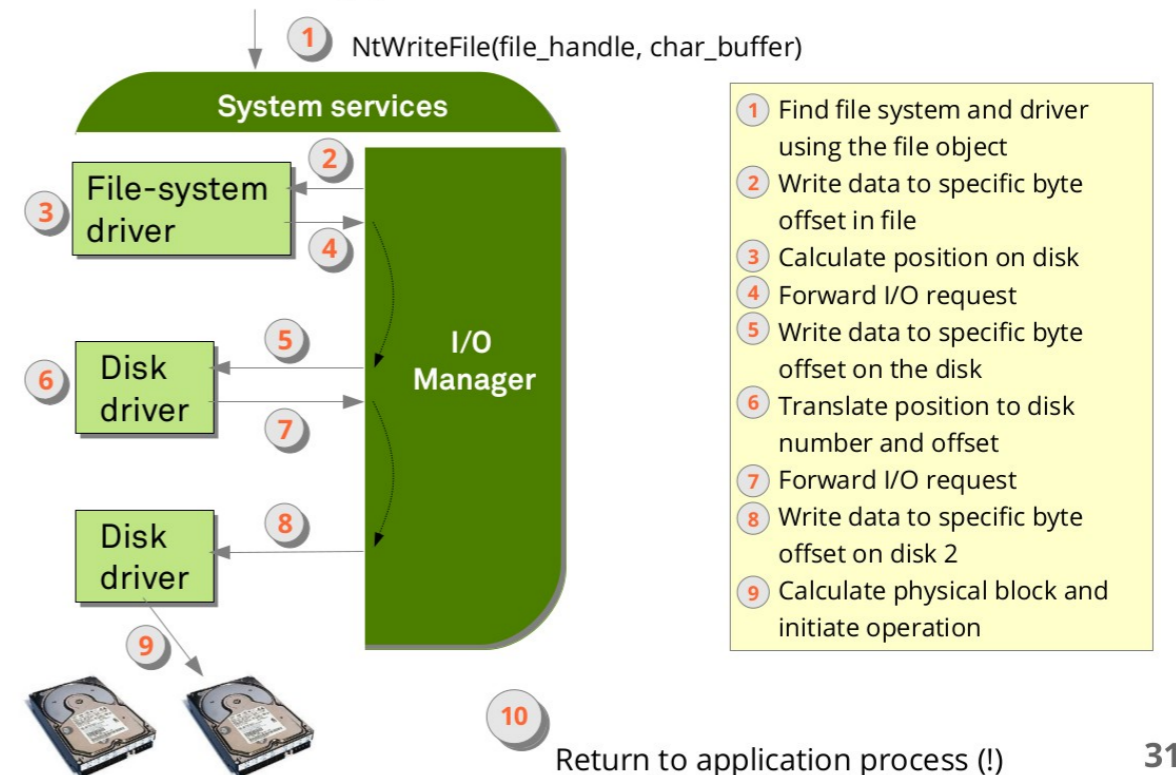 1 NtWriteFile(file_handle, char_buffer)
System services
2
File-system
driver
3
4
I/O
Manager
5
Disk
driver
6
7
8
Disk
driver
9
10
Return to application process (!)
1 Find file system and driver
using the file object
2 Write data to specific byte
offset in file
3 Calculate position on disk
4 Forward I/O request
5 Write data to specific byte
offset on the disk
6 Translate position to disk
number and offset
7 Forward I/O request
8 Write data to specific byte
offset on disk 2
9 Calculate physical block and
initiate operation
31